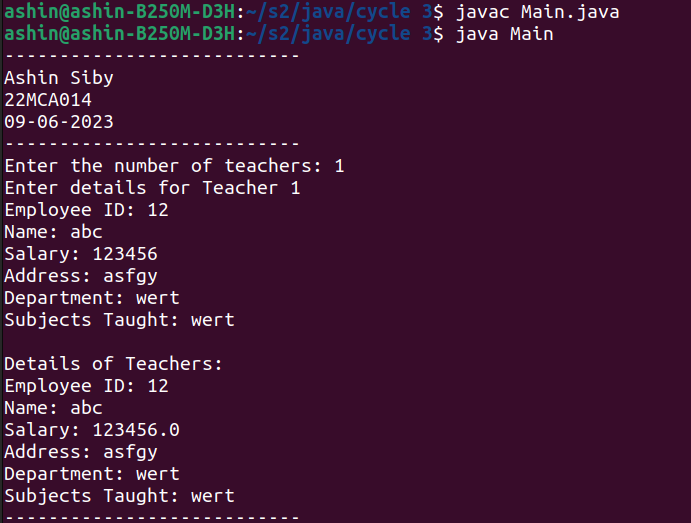 ashin@ashin-B250M-D3H:~/s2/java/cycle 3$ javac Main.java
ashin@ashin-B250M-D3H:~/s2/java/cycle 3$ java Main
---------------------------
Ashin Siby
22MCA014
09-06-2023
---------------------------
Enter the number of teachers: 1
Enter details for Teacher 1
Employee ID: 12
Name: abc
Salary: 123456
Address: asfgy
Department: wert
Subjects Taught: wert

Details of Teachers:
Employee ID: 12
Name: abc
Salary: 123456.0
Address: asfgy
Department: wert
Subjects Taught: wert
---------------------------